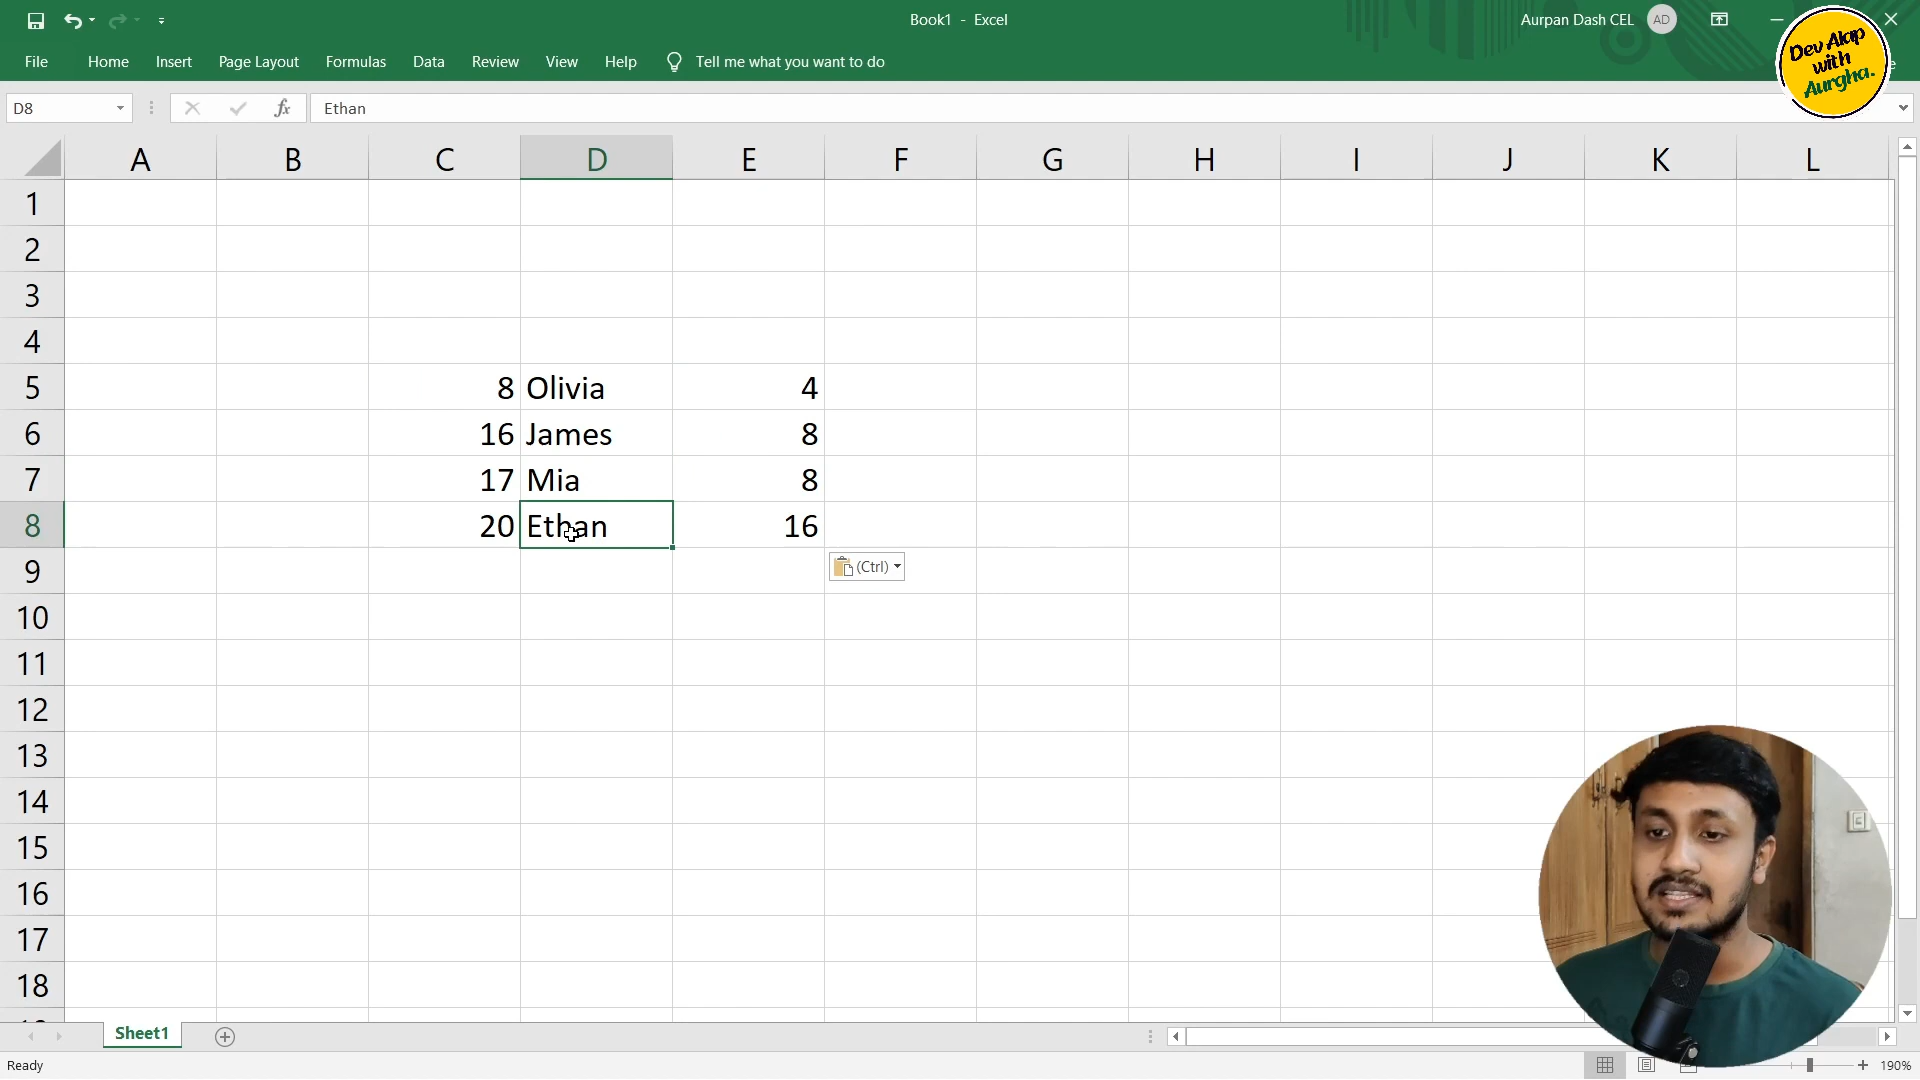 Book1 - Excel
Aurpan Dash CEL AD
File Home Insert Page Layout Formulas Data Review View Help Tell me what you want to do
Dev Alap
with
Aurgha.
D8 fx Ethan
A B C D E F G H I J K L
1
2
3
4
5 8 Olivia 4
6 16 James 8
7 17 Mia 8
8 20 Ethan 16
9 (Ctrl)
10
11
12
13
14
15
16
17
18
Sheet1
Ready 190%